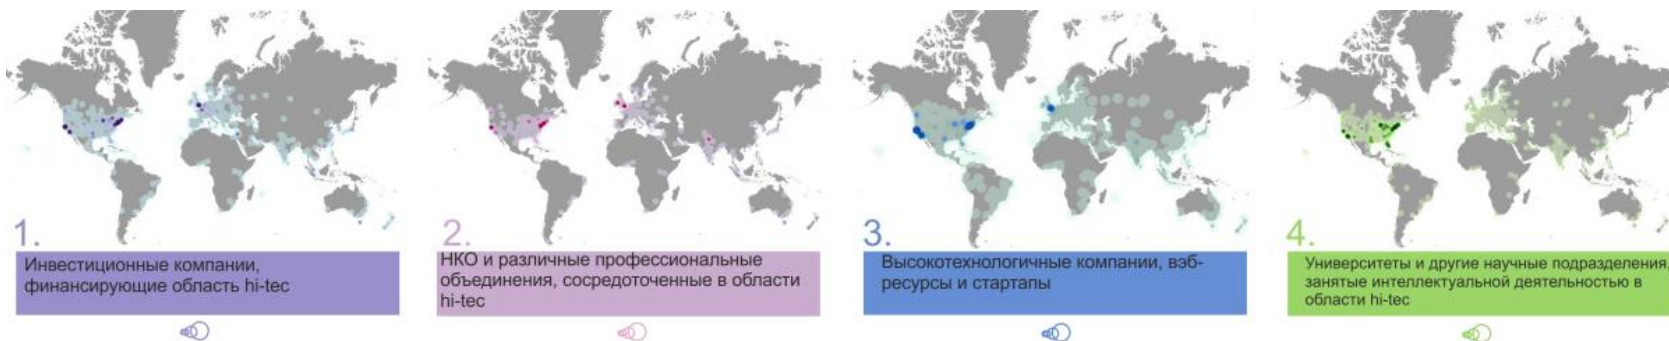 1.
Инвестиционные компании,
финансирующие область hi-tec
2.
НКО и различные профессиональные
объединения, сосредоточенные в области
hi-tec
3.
Высокотехнологичные компании, вэб-
ресурсы и стартапы
4.
Университеты и другие научные подразделения,
занятые интеллектуальной деятельностью в
области hi-tec